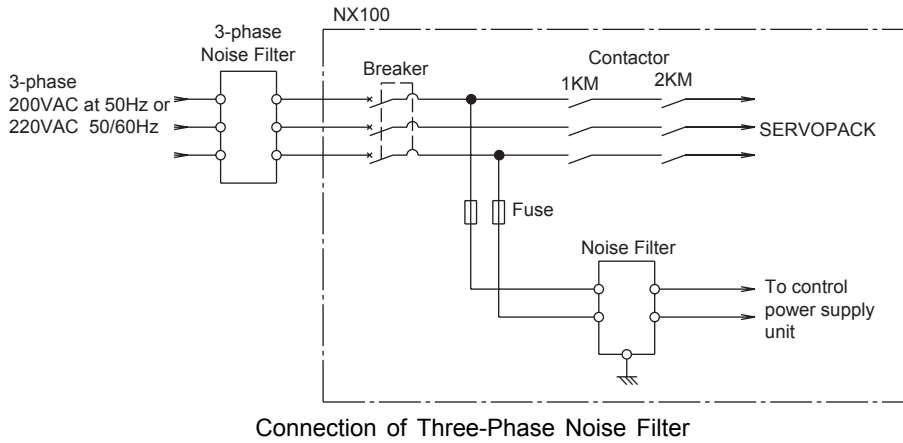 NX100
3-phase
Noise Filter
3-phase
200VAC at 50Hz or
220VAC 50/60Hz
Breaker
Contactor
1KM
2KM
SERVOPACK
Fuse
Noise Filter
To control
power supply
unit
Connection of Three-Phase Noise Filter